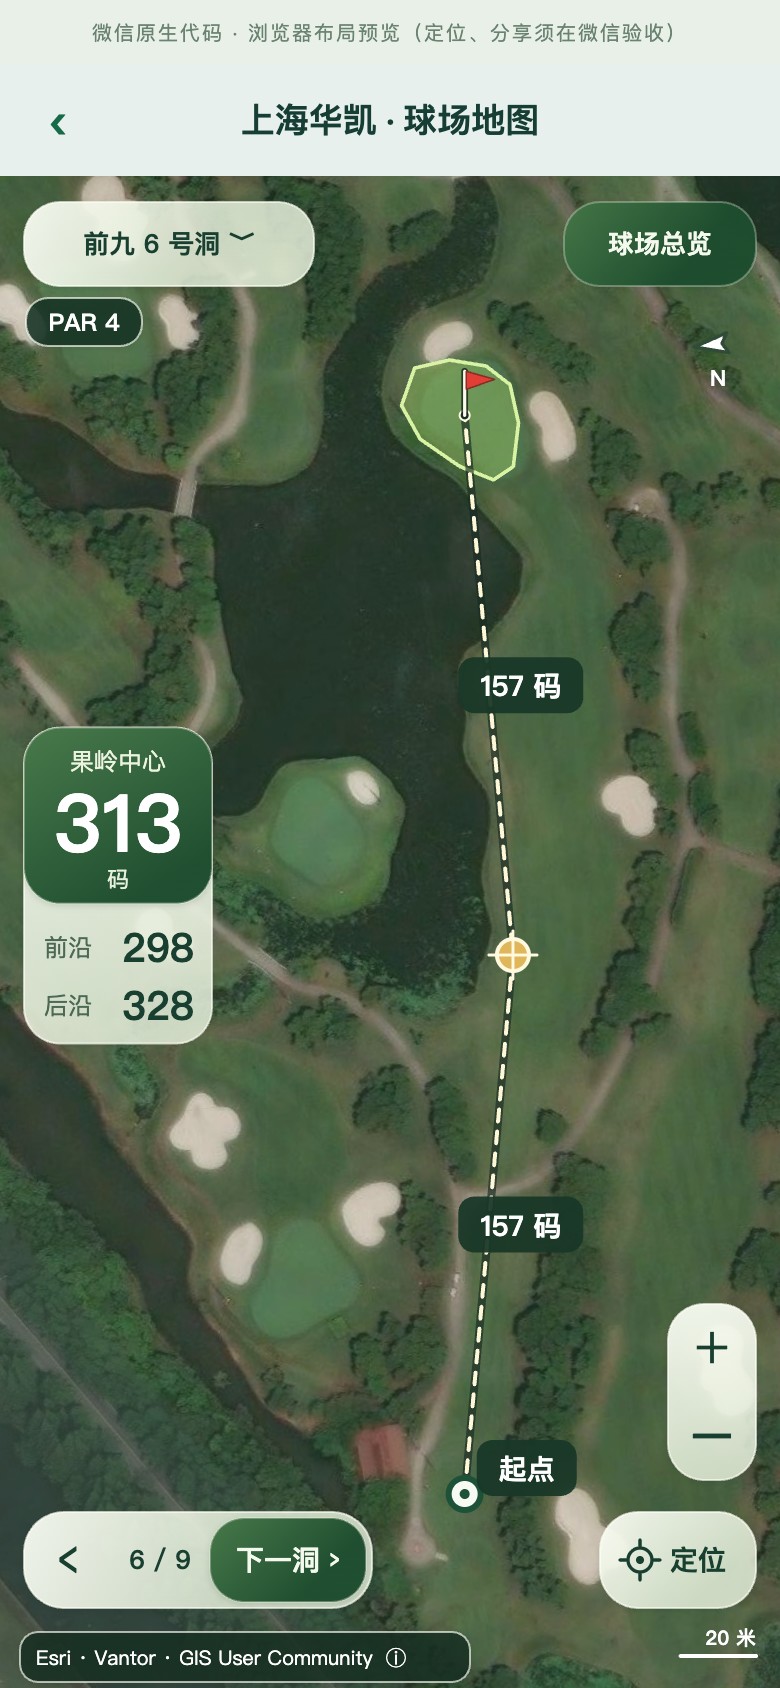 微信原生代码 · 浏览器布局预览（定位、分享须在微信验收）
‹ 上海华凯 · 球场地图
前九 6 号洞
球场总览
PAR 4
N
157 码
果岭中心
313
码
前沿 298
后沿 328
157 码
+
−
起点
< 6 / 9 下一洞 ›
定位
20 米
Esri · Vantor · GIS User Community ⓘ